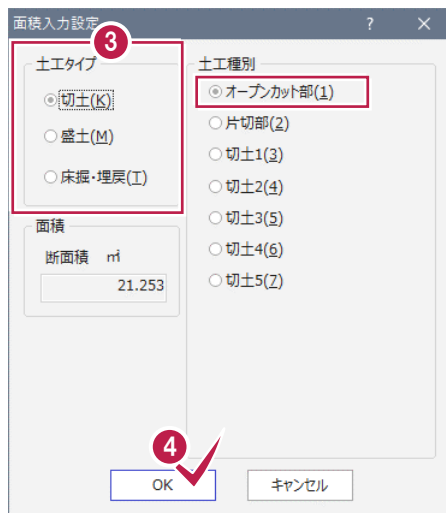 面積入力設定 ? ×
3
土工タイプ
切土(K)
盛土(M)
床掘・埋戻(T)
面積
断面積 ㎡
21.253
土工種別
オープンカット部(1)
片切部(2)
切土1(3)
切土2(4)
切土3(5)
切土4(6)
切土5(7)
4
OK
キャンセル